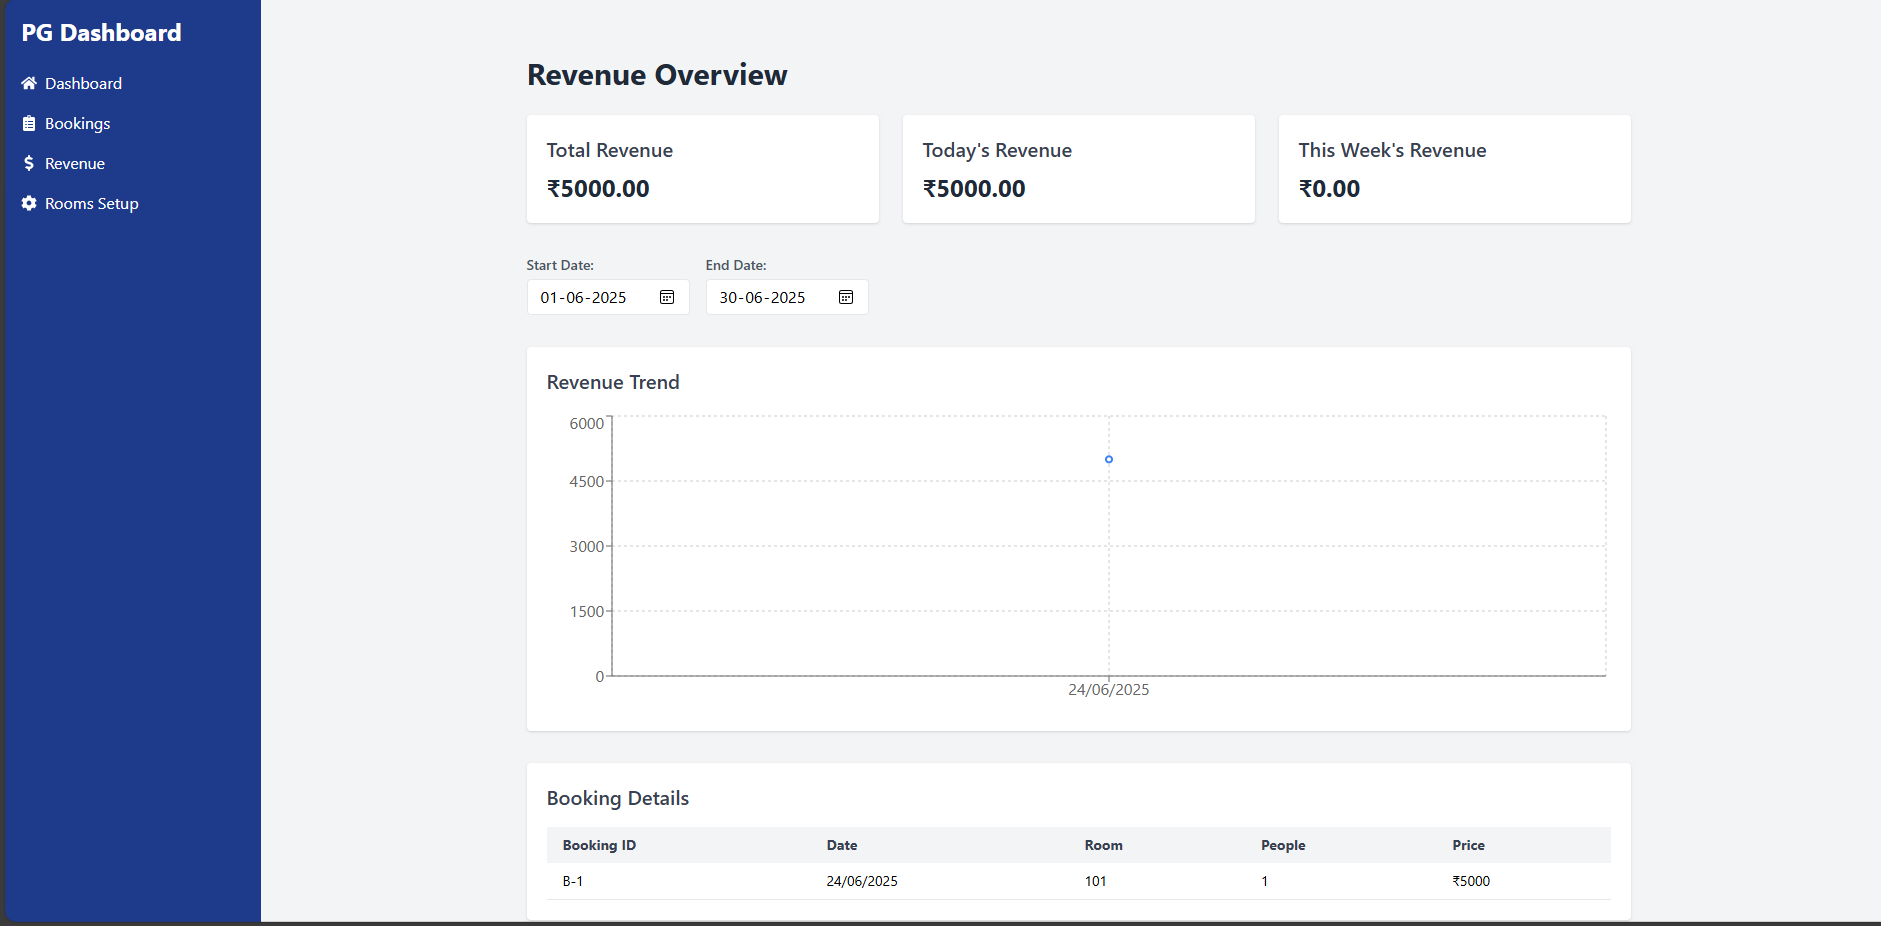 PG Dashboard
Dashboard
Bookings
Revenue
Rooms Setup
Revenue Overview
Total Revenue
₹5000.00
Today's Revenue
₹5000.00
This Week's Revenue
₹0.00
Start Date:
01-06-2025
End Date:
30-06-2025
Revenue Trend
6000
4500
3000
1500
0
24/06/2025
Booking Details
Booking ID Date Room People Price
B-1 24/06/2025 101 1 ₹5000